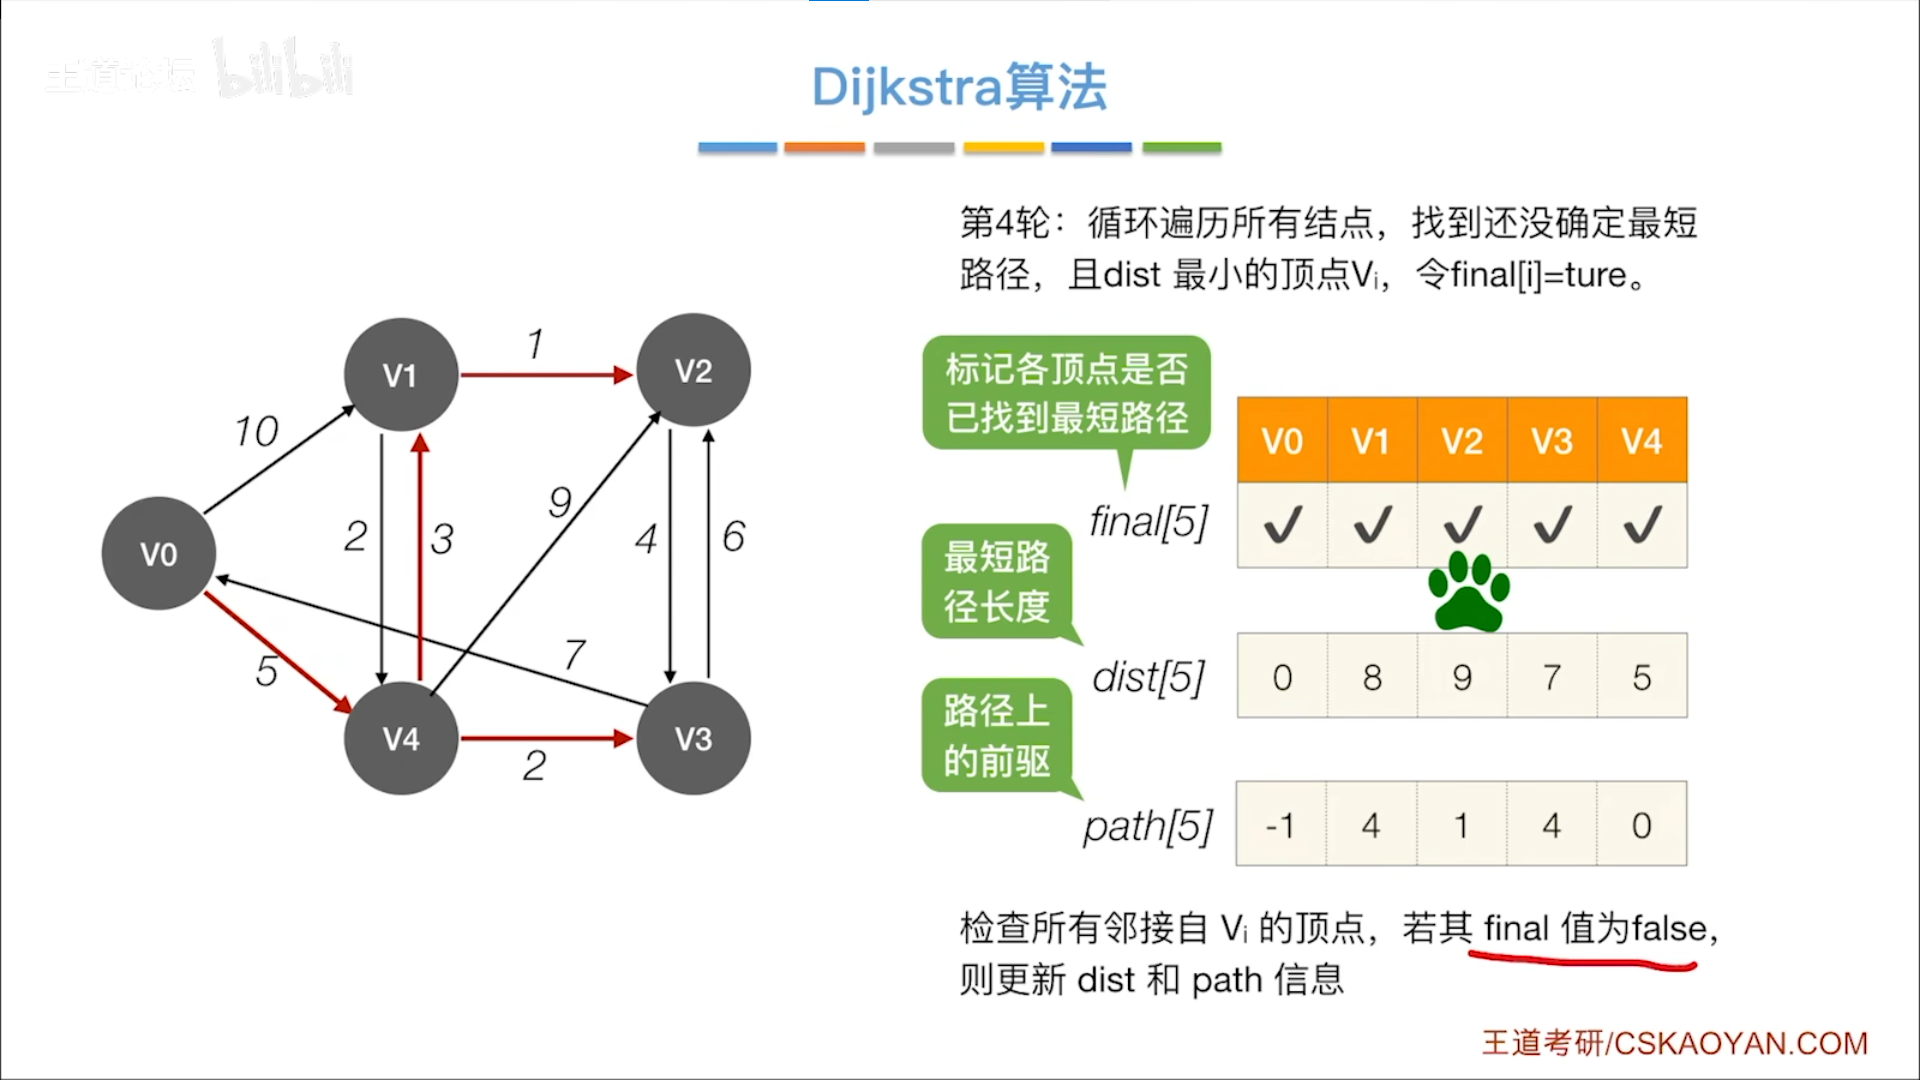 王道论坛 bilibili
Dijkstra算法
第4轮：循环遍历所有结点，找到还没确定最短
路径，且dist 最小的顶点Vᵢ，令final[i]=ture。
标记各顶点是否
已找到最短路径
V0 V1 V2 V3 V4
final[5] ✓ ✓ ✓ ✓ ✓
最短路
径长度
dist[5] 0 8 9 7 5
路径上
的前驱
path[5] -1 4 1 4 0
检查所有邻接自 Vᵢ 的顶点，若其 final 值为false,
则更新 dist 和 path 信息
V1
1
V2
10
V0
2
3
9
4
6
5
7
V4
2
V3
王道考研/CSKAOYAN.COM